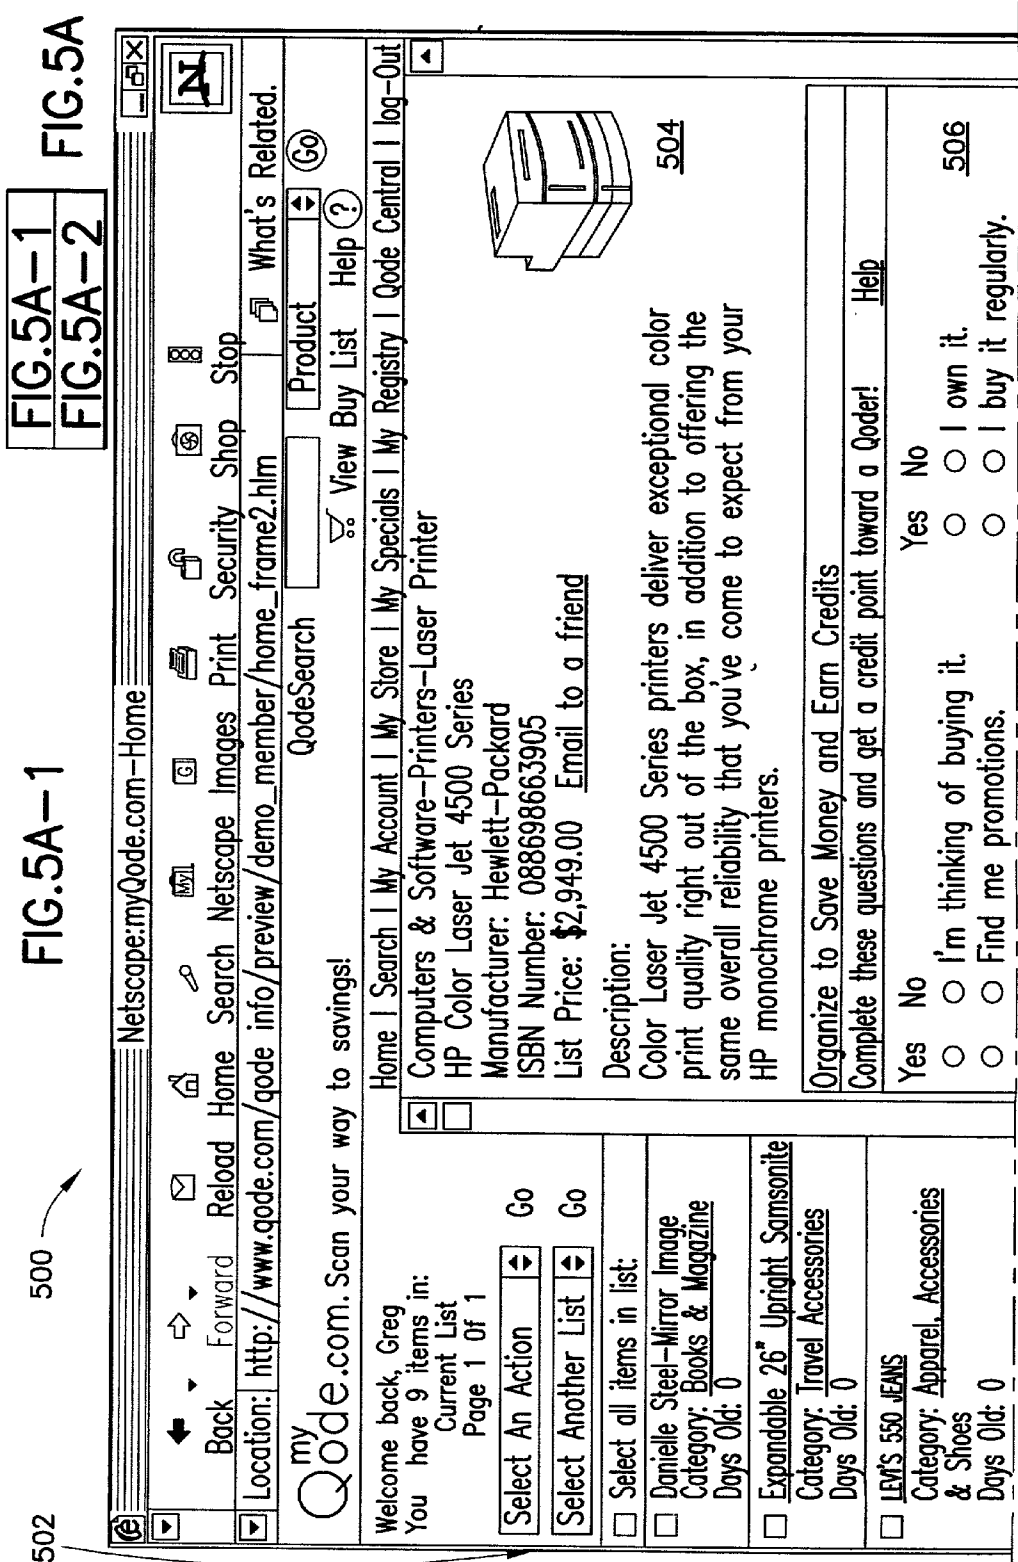 FIG.5A-1
FIG.5A-1
FIG.5A-2
FIG.5A
500
502
Netscape:myQode.com-Home
Back Forward Reload Home Search Netscape Images Print Security Shop Stop
N
Location: http://www.qode.com/qode info/preview/demo_member/home_frame2.hlm
What's Related.
my
Qode.com.Scan your way to savings!
QodeSearch
Product
Go
View Buy List Help ?
Home | Search | My Account | My Store | My Specials | My Registry | Qode Central | log-Out
Welcome back, Greg
You have 9 items in:
Current List
Page 1 0f 1
Select An Action
Go
Select Another List
Go
Select all items in list:
Danielle Steel-Mirror Image
Category: Books & Magazine
Days Old: 0
Expandable 26" Upright Samsonite
Category: Travel Accessories
Days Old: 0
LEVI'S 550 JEANS
Category: Apparel, Accessories
& Shoes
Days Old: 0
Computers & Software-Printers-Laser Printer
HP Color Laser Jet 4500 Series
Manufacturer: Hewlett-Packard
ISBN Number: 088698663905
List Price: $2,949.00 Email to a friend
Description:
Color Laser Jet 4500 Series printers deliver exceptional color
print quality right out of the box, in addition to offering the
same overall reliability that you've come to expect from your
HP monochrome printers.
504
Organize to Save Money and Earn Credits
Complete these questions and get a credit point toward a Qoder! Help
Yes No Yes No
I'm thinking of buying it. I own it.
Find me promotions. I buy it regularly.
506